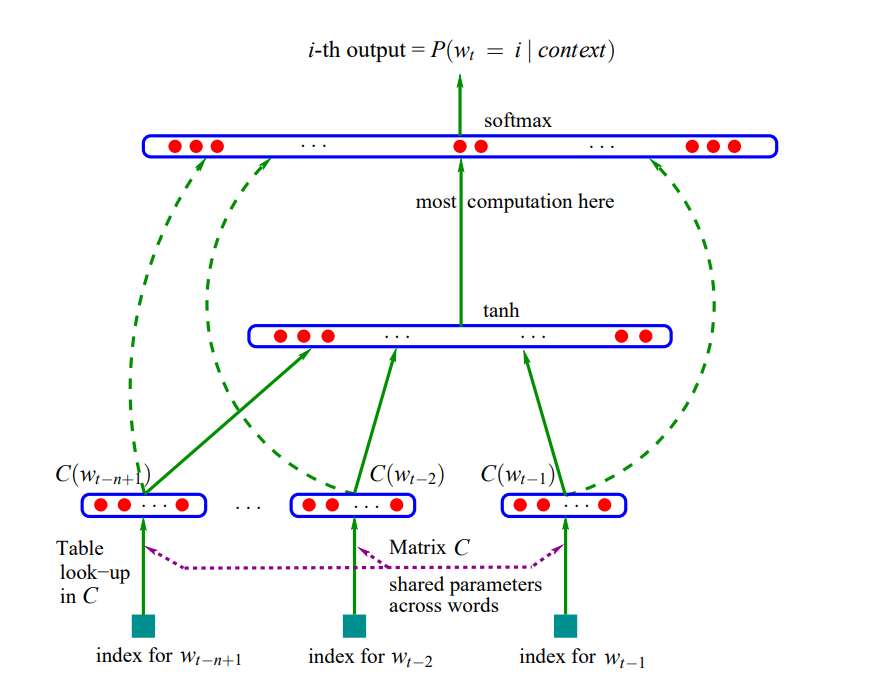 i-th output = P(w_t = i | context)
softmax
. . .
. . .
most computation here
tanh
. . .
. . .
C(w_{t−n+1})
C(w_{t−2})
C(w_{t−1})
. . .
. . .
. . .
. . .
Table
look−up
in C
Matrix C
shared parameters
across words
index for w_{t−n+1}
index for w_{t−2}
index for w_{t−1}